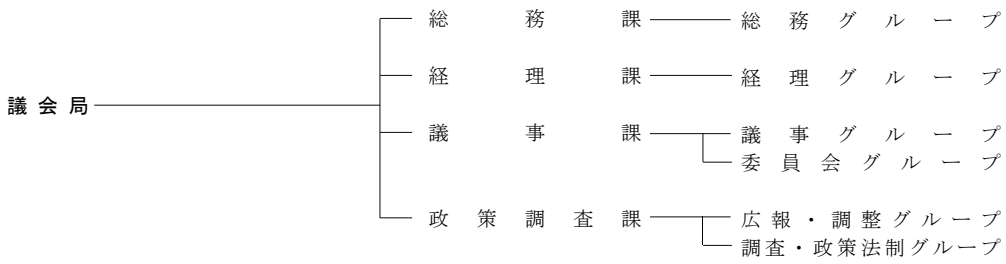 総務課 総務グループ
経理課 経理グループ
議会局
議事課 議事グループ
委員会グループ
政策調査課 広報・調整グループ
調査・政策法制グループ